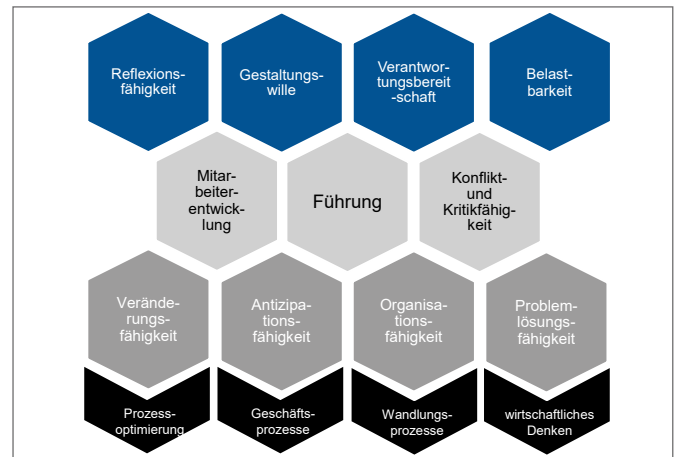 Reflexions-
fähigkeit
Gestaltungs-
wille
Verantwor-
tungsbereit
-schaft
Belast-
barkeit
Mitar-
beiter-
entwick-
lung
Führung
Konflikt-
und
Kritikfähig-
keit
Verände-
rungs-
fähigkeit
Antizipa-
tions-
fähigkeit
Organisa-
tions-
fähigkeit
Problem-
lösungs-
fähigkeit
Prozess-
optimierung
Geschäfts-
prozesse
Wandlungs-
prozesse
wirtschaftliches
Denken